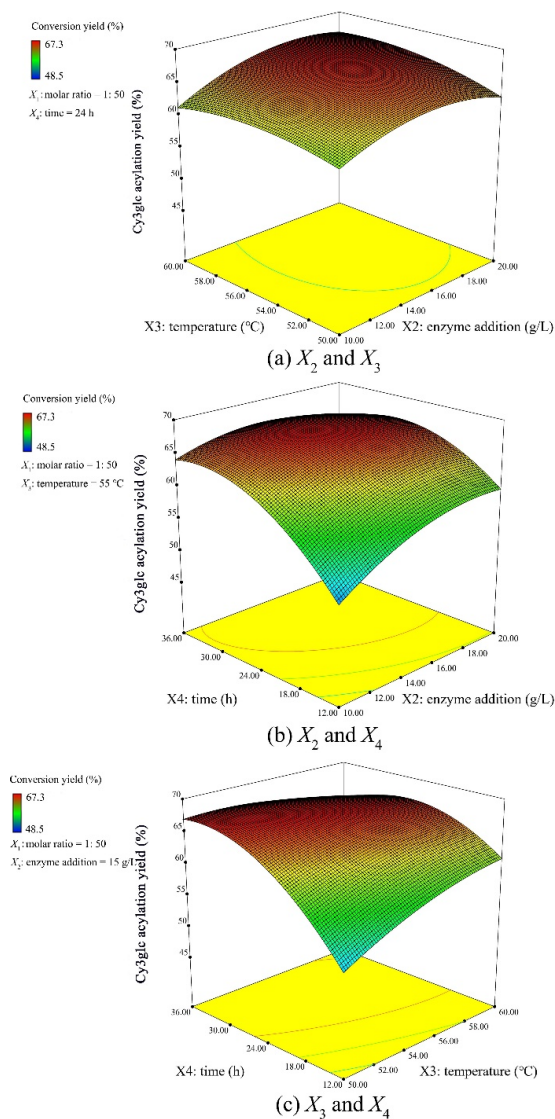 Conversion yield (%)
67.3
48.5
X1: molar ratio = 1: 50
X4: time = 24 h
Cy3glc acylation yield (%)
70
65
60
55
50
45
60.00
58.00
56.00
54.00
52.00
50.00
10.00
12.00
14.00
16.00
18.00
20.00
X3: temperature (°C)
X2: enzyme addition (g/L)
(a) X2 and X3
Conversion yield (%)
67.3
48.5
X1: molar ratio = 1: 50
X3: temperature = 55 °C
Cy3glc acylation yield (%)
70
65
60
55
50
45
36.00
30.00
24.00
18.00
12.00
10.00
12.00
14.00
16.00
18.00
20.00
X4: time (h)
X2: enzyme addition (g/L)
(b) X2 and X4
Conversion yield (%)
67.3
48.5
X1: molar ratio = 1: 50
X2: enzyme addition = 15 g/L
Cy3glc acylation yield (%)
70
65
60
55
50
45
36.00
30.00
24.00
18.00
12.00
50.00
52.00
54.00
56.00
58.00
60.00
X4: time (h)
X3: temperature (°C)
(c) X3 and X4